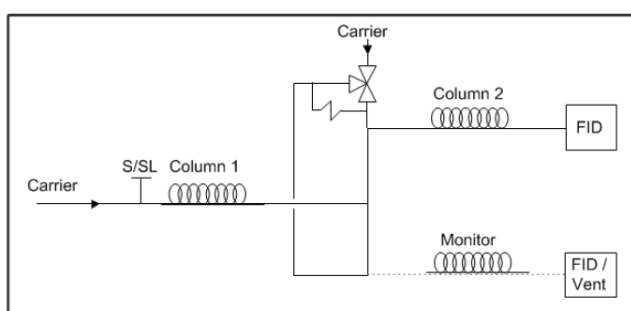 Carrier
Column 2
FID
S/SL
Column 1
Carrier
Monitor
FID /
Vent